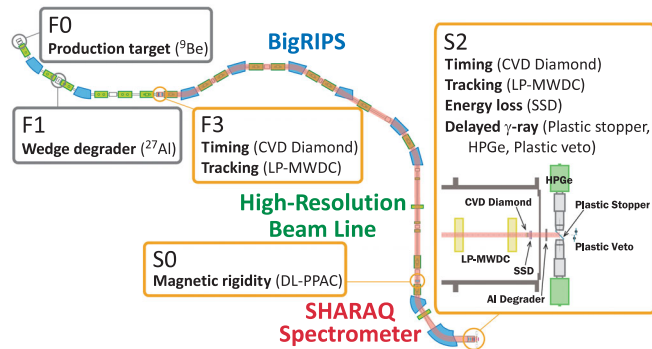 F0
Production target (⁹Be)
BigRIPS
F1
Wedge degrader (²⁷Al)
F3
Timing (CVD Diamond)
Tracking (LP-MWDC)
High-Resolution
Beam Line
S0
Magnetic rigidity (DL-PPAC)
SHARAQ
Spectrometer
S2
Timing (CVD Diamond)
Tracking (LP-MWDC)
Energy loss (SSD)
Delayed γ-ray (Plastic stopper,
HPGe, Plastic veto)
HPGe
CVD Diamond
Plastic Stopper
Plastic Veto
LP-MWDC
SSD
Al Degrader